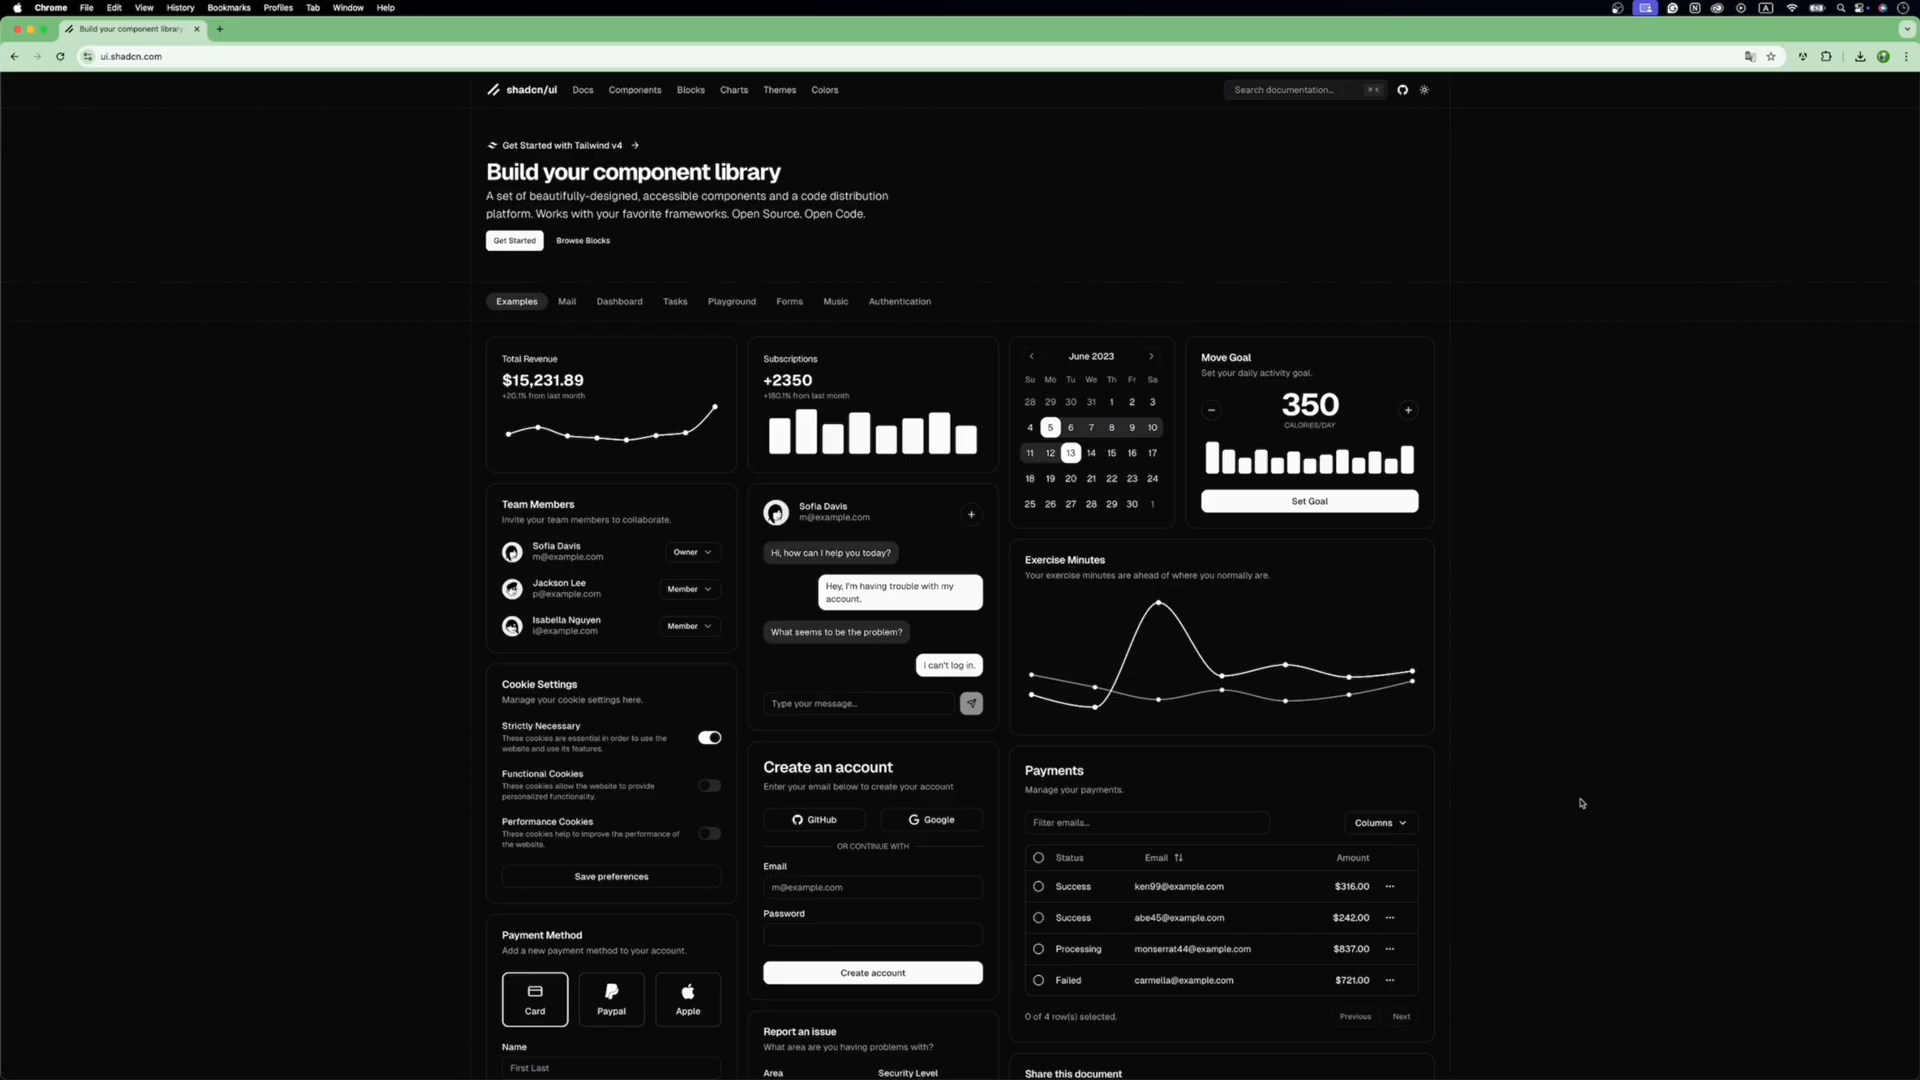 Chrome File Edit View History Bookmarks Profiles Tab Window Help
Build your component library
ui.shadcn.com
shadcn/ui Docs Components Blocks Charts Themes Colors Search documentation... ⌘ K
Get Started with Tailwind v4
Build your component library
A set of beautifully-designed, accessible components and a code distribution
platform. Works with your favorite frameworks. Open Source. Open Code.
Get Started Browse Blocks
Examples Mail Dashboard Tasks Playground Forms Music Authentication
Total Revenue
$15,231.89
+20.1% from last month
Subscriptions
+2350
+180.1% from last month
June 2023
Su Mo Tu We Th Fr Sa
28 29 30 31 1 2 3
4 5 6 7 8 9 10
11 12 13 14 15 16 17
18 19 20 21 22 23 24
25 26 27 28 29 30 1
Move Goal
Set your daily activity goal.
350
CALORIES/DAY
Set Goal
Team Members
Invite your team members to collaborate.
Sofia Davis
m@example.com
Owner
Jackson Lee
p@example.com
Member
Isabella Nguyen
i@example.com
Member
Sofia Davis
m@example.com
Hi, how can I help you today?
Hey, I'm having trouble with my
account.
What seems to be the problem?
I can't log in.
Type your message...
Exercise Minutes
Your exercise minutes are ahead of where you normally are.
Cookie Settings
Manage your cookie settings here.
Strictly Necessary
These cookies are essential in order to use the
website and use its features.
Functional Cookies
These cookies allow the website to provide
personalized functionality.
Performance Cookies
These cookies help to improve the performance of
the website.
Save preferences
Create an account
Enter your email below to create your account
GitHub Google
OR CONTINUE WITH
Email
m@example.com
Password
Create account
Payments
Manage your payments.
Filter emails... Columns
Status Email Amount
Success ken99@example.com $316.00
Success abe45@example.com $242.00
Processing monserrat44@example.com $837.00
Failed carmella@example.com $721.00
0 of 4 row(s) selected. Previous Next
Payment Method
Add a new payment method to your account.
Card Paypal Apple
Name
First Last
Report an issue
What area are you having problems with?
Area Security Level
Share this document